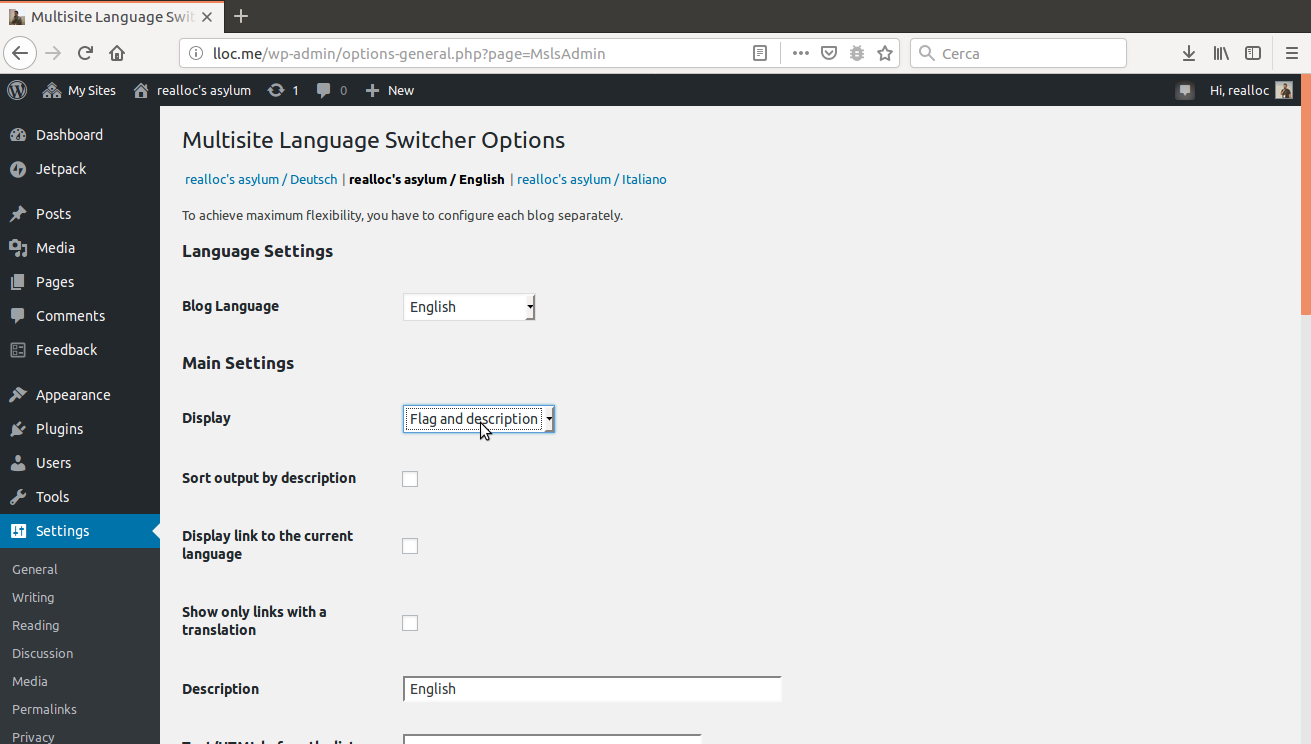 Multisite Language Swit
lloc.me/wp-admin/options-general.php?page=MslsAdmin
Cerca
My Sites
realloc's asylum
1
0
New
Hi, realloc
Dashboard
Jetpack
Posts
Media
Pages
Comments
Feedback
Appearance
Plugins
Users
Tools
Settings
General
Writing
Reading
Discussion
Media
Permalinks
Privacy
Multisite Language Switcher Options
realloc's asylum / Deutsch | realloc's asylum / English | realloc's asylum / Italiano
To achieve maximum flexibility, you have to configure each blog separately.
Language Settings
Blog Language
English
Main Settings
Display
Flag and description
Sort output by description
Display link to the current
language
Show only links with a
translation
Description
English